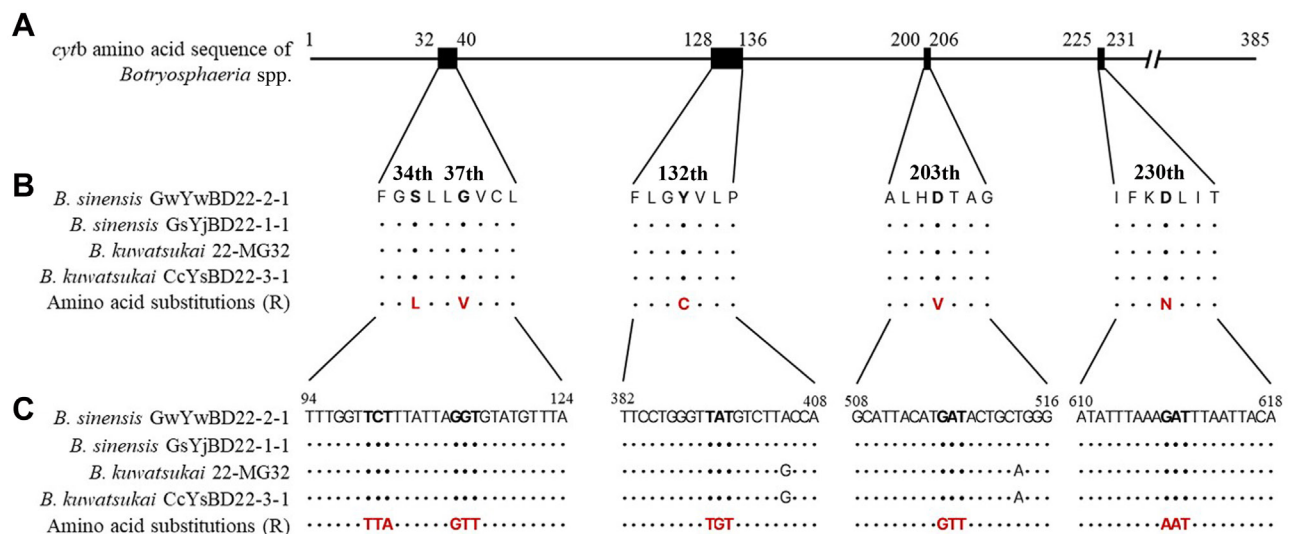 A
cytb amino acid sequence of
Botryosphaeria spp.
1 32 40 128 136 200 206 225 231 385
B
34th 37th 132th 203th 230th
B. sinensis GwYwBD22-2-1 F G S L L G V C L F L G Y V L P A L H D T A G I F K D L I T
B. sinensis GsYjBD22-1-1 . . . . . . . . . . . . . . . . . . . . . . . . . . . . . .
B. kuwatsukai 22-MG32 . . . . . . . . . . . . . . . . . . . . . . . . . . . . . .
B. kuwatsukai CcYsBD22-3-1 . . . . . . . . . . . . . . . . . . . . . . . . . . . . . .
Amino acid substitutions (R) . . L . . V . . . . . . C . . . . . . V . . . . . . N . . .
C
94 124 382 408 508 516 610 618
B. sinensis GwYwBD22-2-1 TTTGGTTCTTTATTAGGTGTATGTTTA TTCCTGGGTTATGTCTTACCA GCATTACATGATACTGCTGGG ATATTTAAAGATTTAATTACA
B. sinensis GsYjBD22-1-1 ........................... ..................... ..................... .....................
B. kuwatsukai 22-MG32 ........................... .................G... .................A... .....................
B. kuwatsukai CcYsBD22-3-1 ........................... .................G... .................A... .....................
Amino acid substitutions (R) ......TTA......GTT......... .........TGT......... .........GTT......... .........AAT.........